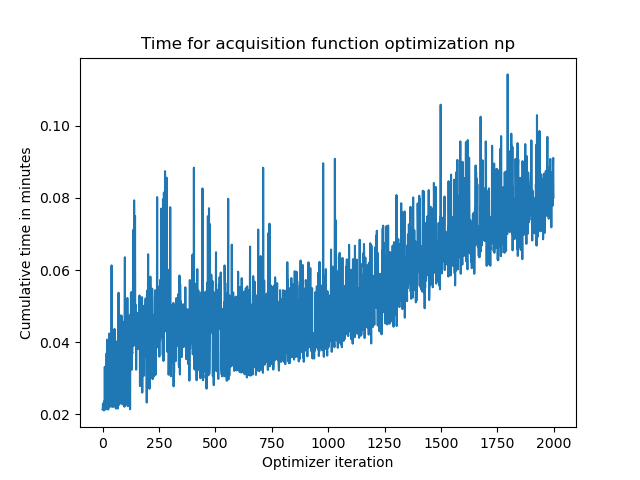 Time for acquisition function optimization np
Cumulative time in minutes
0.10
0.08
0.06
0.04
0.02
0 250 500 750 1000 1250 1500 1750 2000
Optimizer iteration